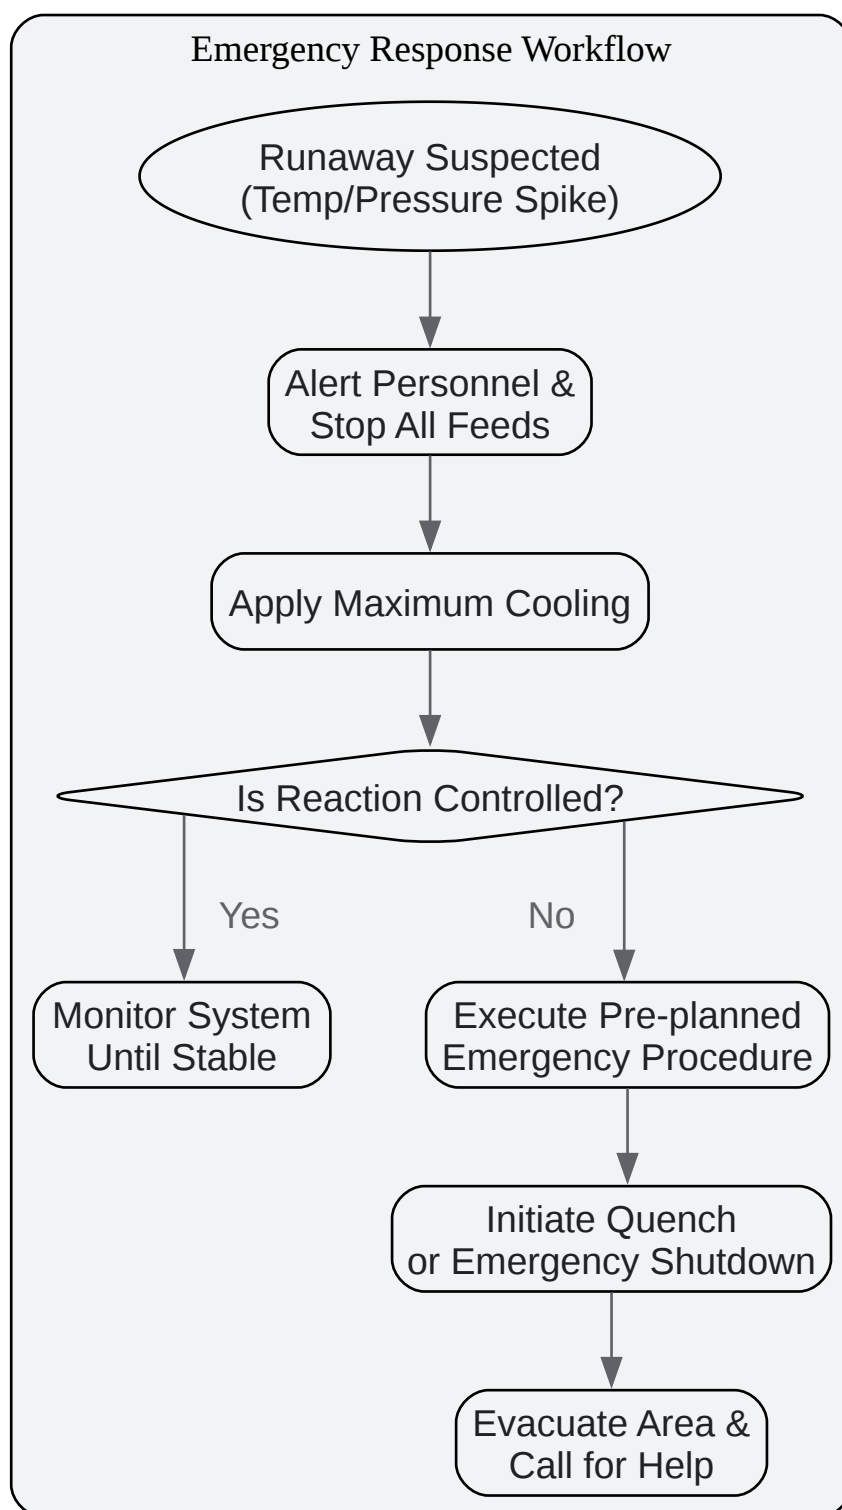 Emergency Response Workflow
Runaway Suspected
(Temp/Pressure Spike)
Alert Personnel &
Stop All Feeds
Apply Maximum Cooling
Is Reaction Controlled?
Yes
No
Monitor System
Until Stable
Execute Pre-planned
Emergency Procedure
Initiate Quench
or Emergency Shutdown
Evacuate Area &
Call for Help